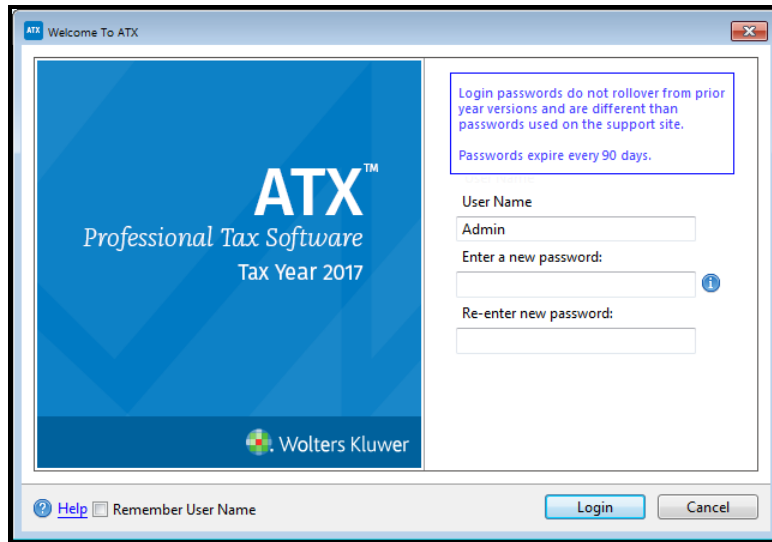 ATX Welcome To ATX
Login passwords do not rollover from prior
year versions and are different than
passwords used on the support site.
Passwords expire every 90 days.
ATX™
Professional Tax Software
Tax Year 2017
Wolters Kluwer
User Name
Admin
Enter a new password:
Re-enter new password:
Help Remember User Name
Login Cancel